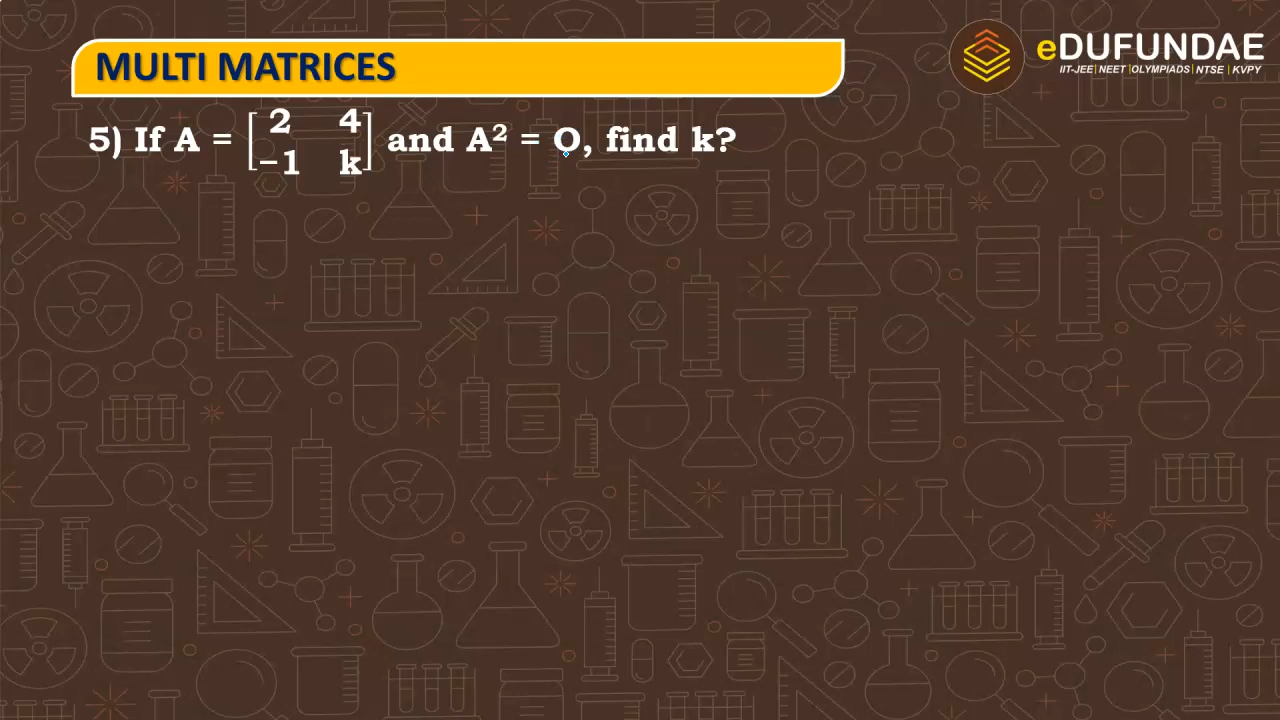 MULTI MATRICES
eDUFUNDAE
IIT-JEE| NEET |OLYMPIADS| NTSE | KVPY
5) If A = [2 4
−1 k] and A² = O, find k?